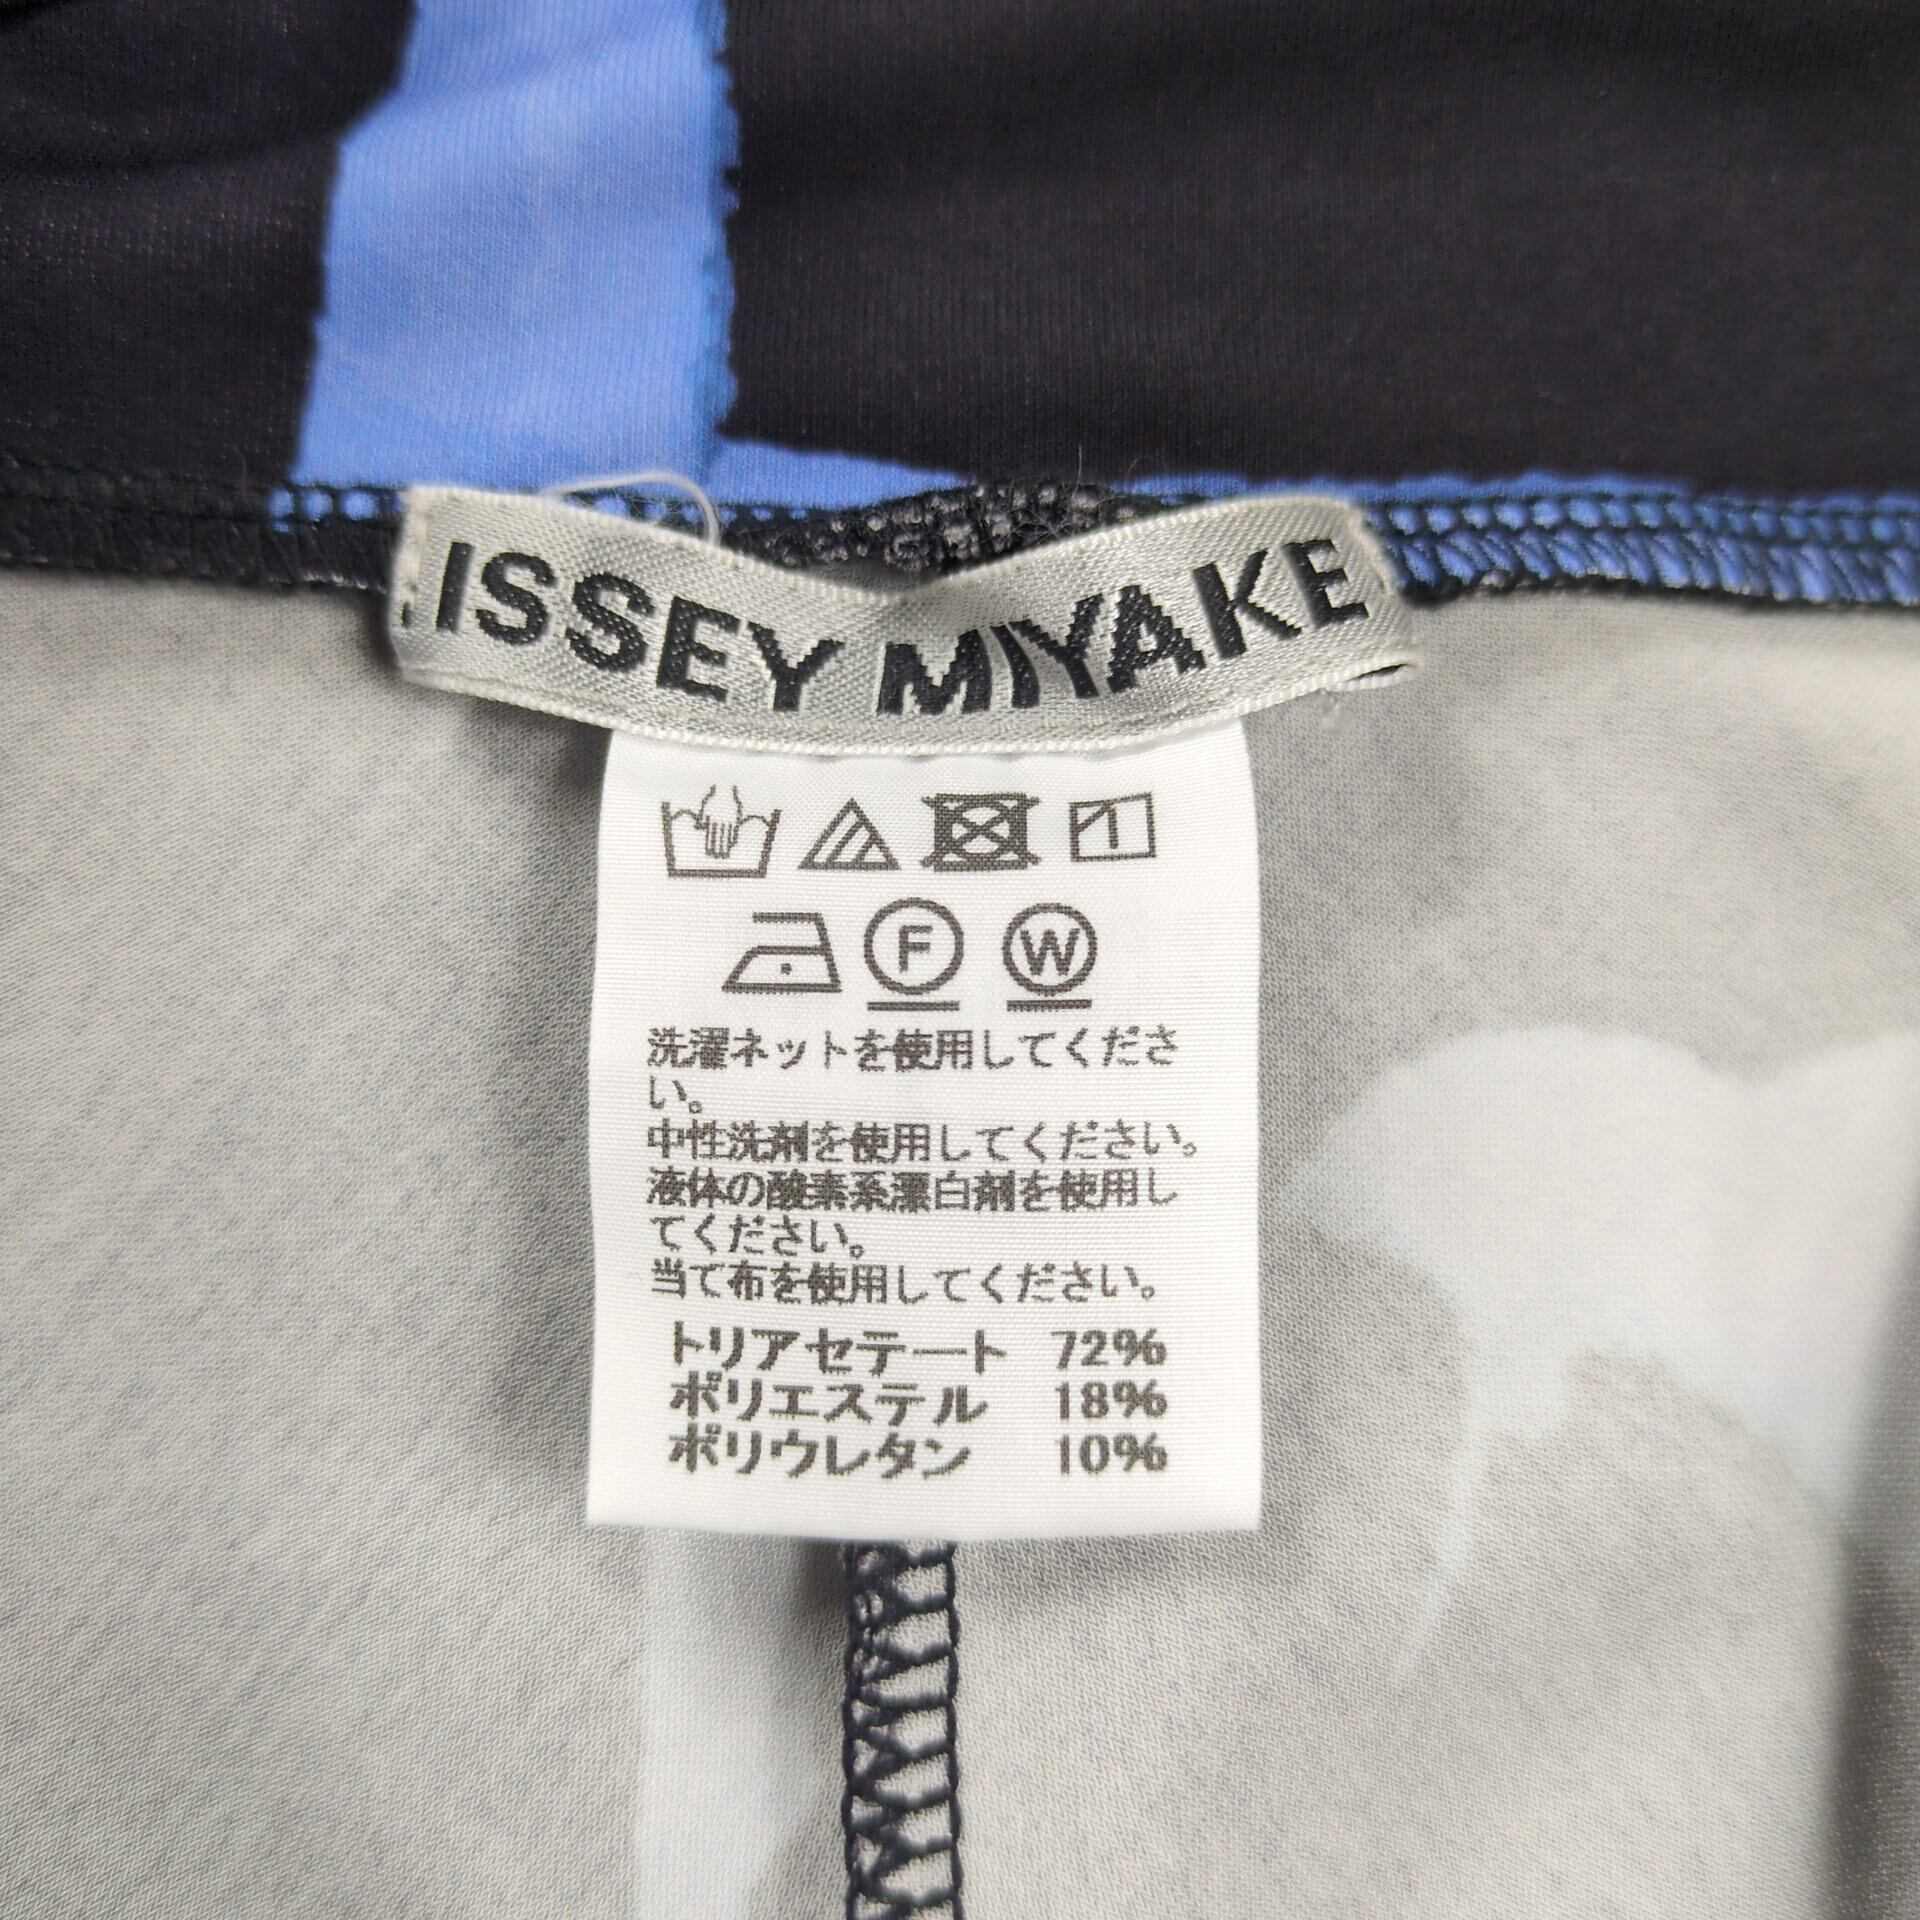 ISSEY MIYAKE
1
F W
洗濯ネットを使用してくださ
い。
中性洗剤を使用してください。
液体の酸素系漂白剤を使用し
てください。
当て布を使用してください。
トリアセテート 72%
ポリエステル 18%
ポリウレタン 10%